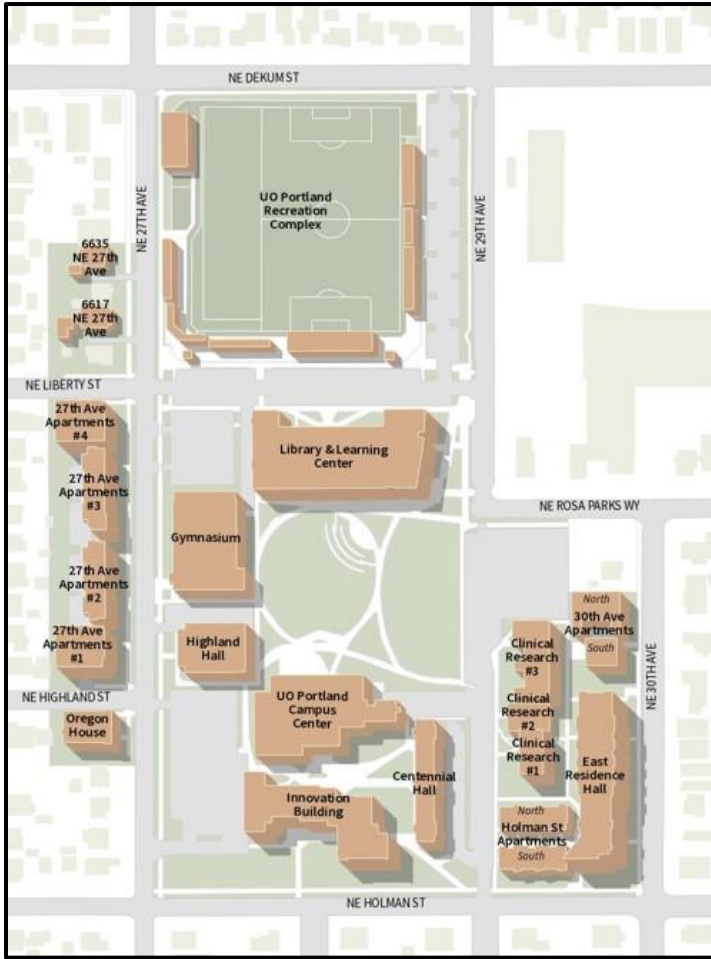 NE DEKUM ST
UO Portland
Recreation
Complex
NE 27TH AVE
NE 29TH AVE
6635
NE 27th
Ave
6617
NE 27th
Ave
NE LIBERTY ST
27th Ave
Apartments
#4
Library & Learning
Center
27th Ave
Apartments
#3
NE ROSA PARKS WY
Gymnasium
27th Ave
Apartments
#2
North
30th Ave
Apartments
South
27th Ave
Apartments
#1
Highland
Hall
Clinical
Research
#3
NE 30TH AVE
NE HIGHLAND ST
UO Portland
Campus
Center
Clinical
Research
#2
Oregon
House
Clinical
Research
#1
East
Residence
Hall
Centennial
Hall
Innovation
Building
North
Holman St
Apartments
South
NE HOLMAN ST